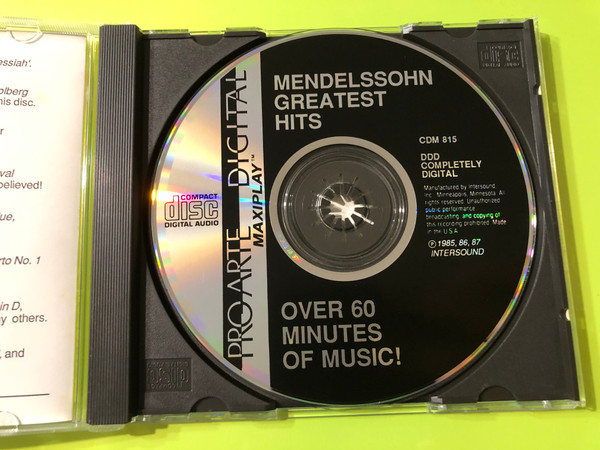 essiah'.
olberg
his disc.
r
val
believed!
ue,
rto No. 1
in D,
y others.
, and
PROARTE DIGITAL
MAXIPLAY™
COMPACT
disc
DIGITAL AUDIO
MENDELSSOHN
GREATEST
HITS
CDM 815
DDD
COMPLETELY
DIGITAL
Manufactured by Intersound
Inc., Minneapolis, Minnesota. All
rights reserved. Unauthorized
public performance,
broadcasting, and copying of
this recording prohibited. Made
in the U.S.A.
℗ 1985, 86, 87
INTERSOUND
OVER 60
MINUTES
OF MUSIC!